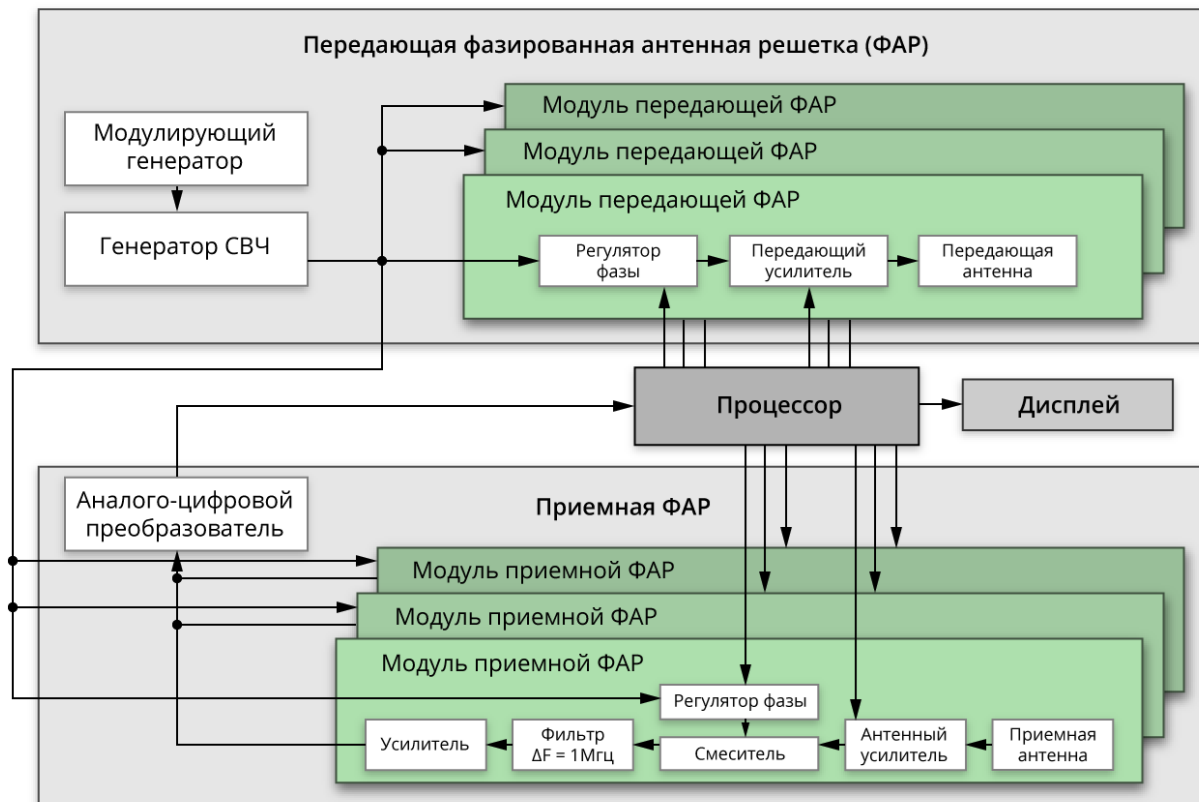 Передающая фазированная антенная решетка (ФАР)
Модуль передающей ФАР
Модулирующий
генератор
Модуль передающей ФАР
Модуль передающей ФАР
Генератор СВЧ
Регулятор
фазы
Передающий
усилитель
Передающая
антенна
Процессор
Дисплей
Аналого-цифровой
преобразователь
Приемная ФАР
Модуль приемной ФАР
Модуль приемной ФАР
Модуль приемной ФАР
Регулятор фазы
Усилитель
Фильтр
ΔF = 1Мгц
Смеситель
Антенный
усилитель
Приемная
антенна